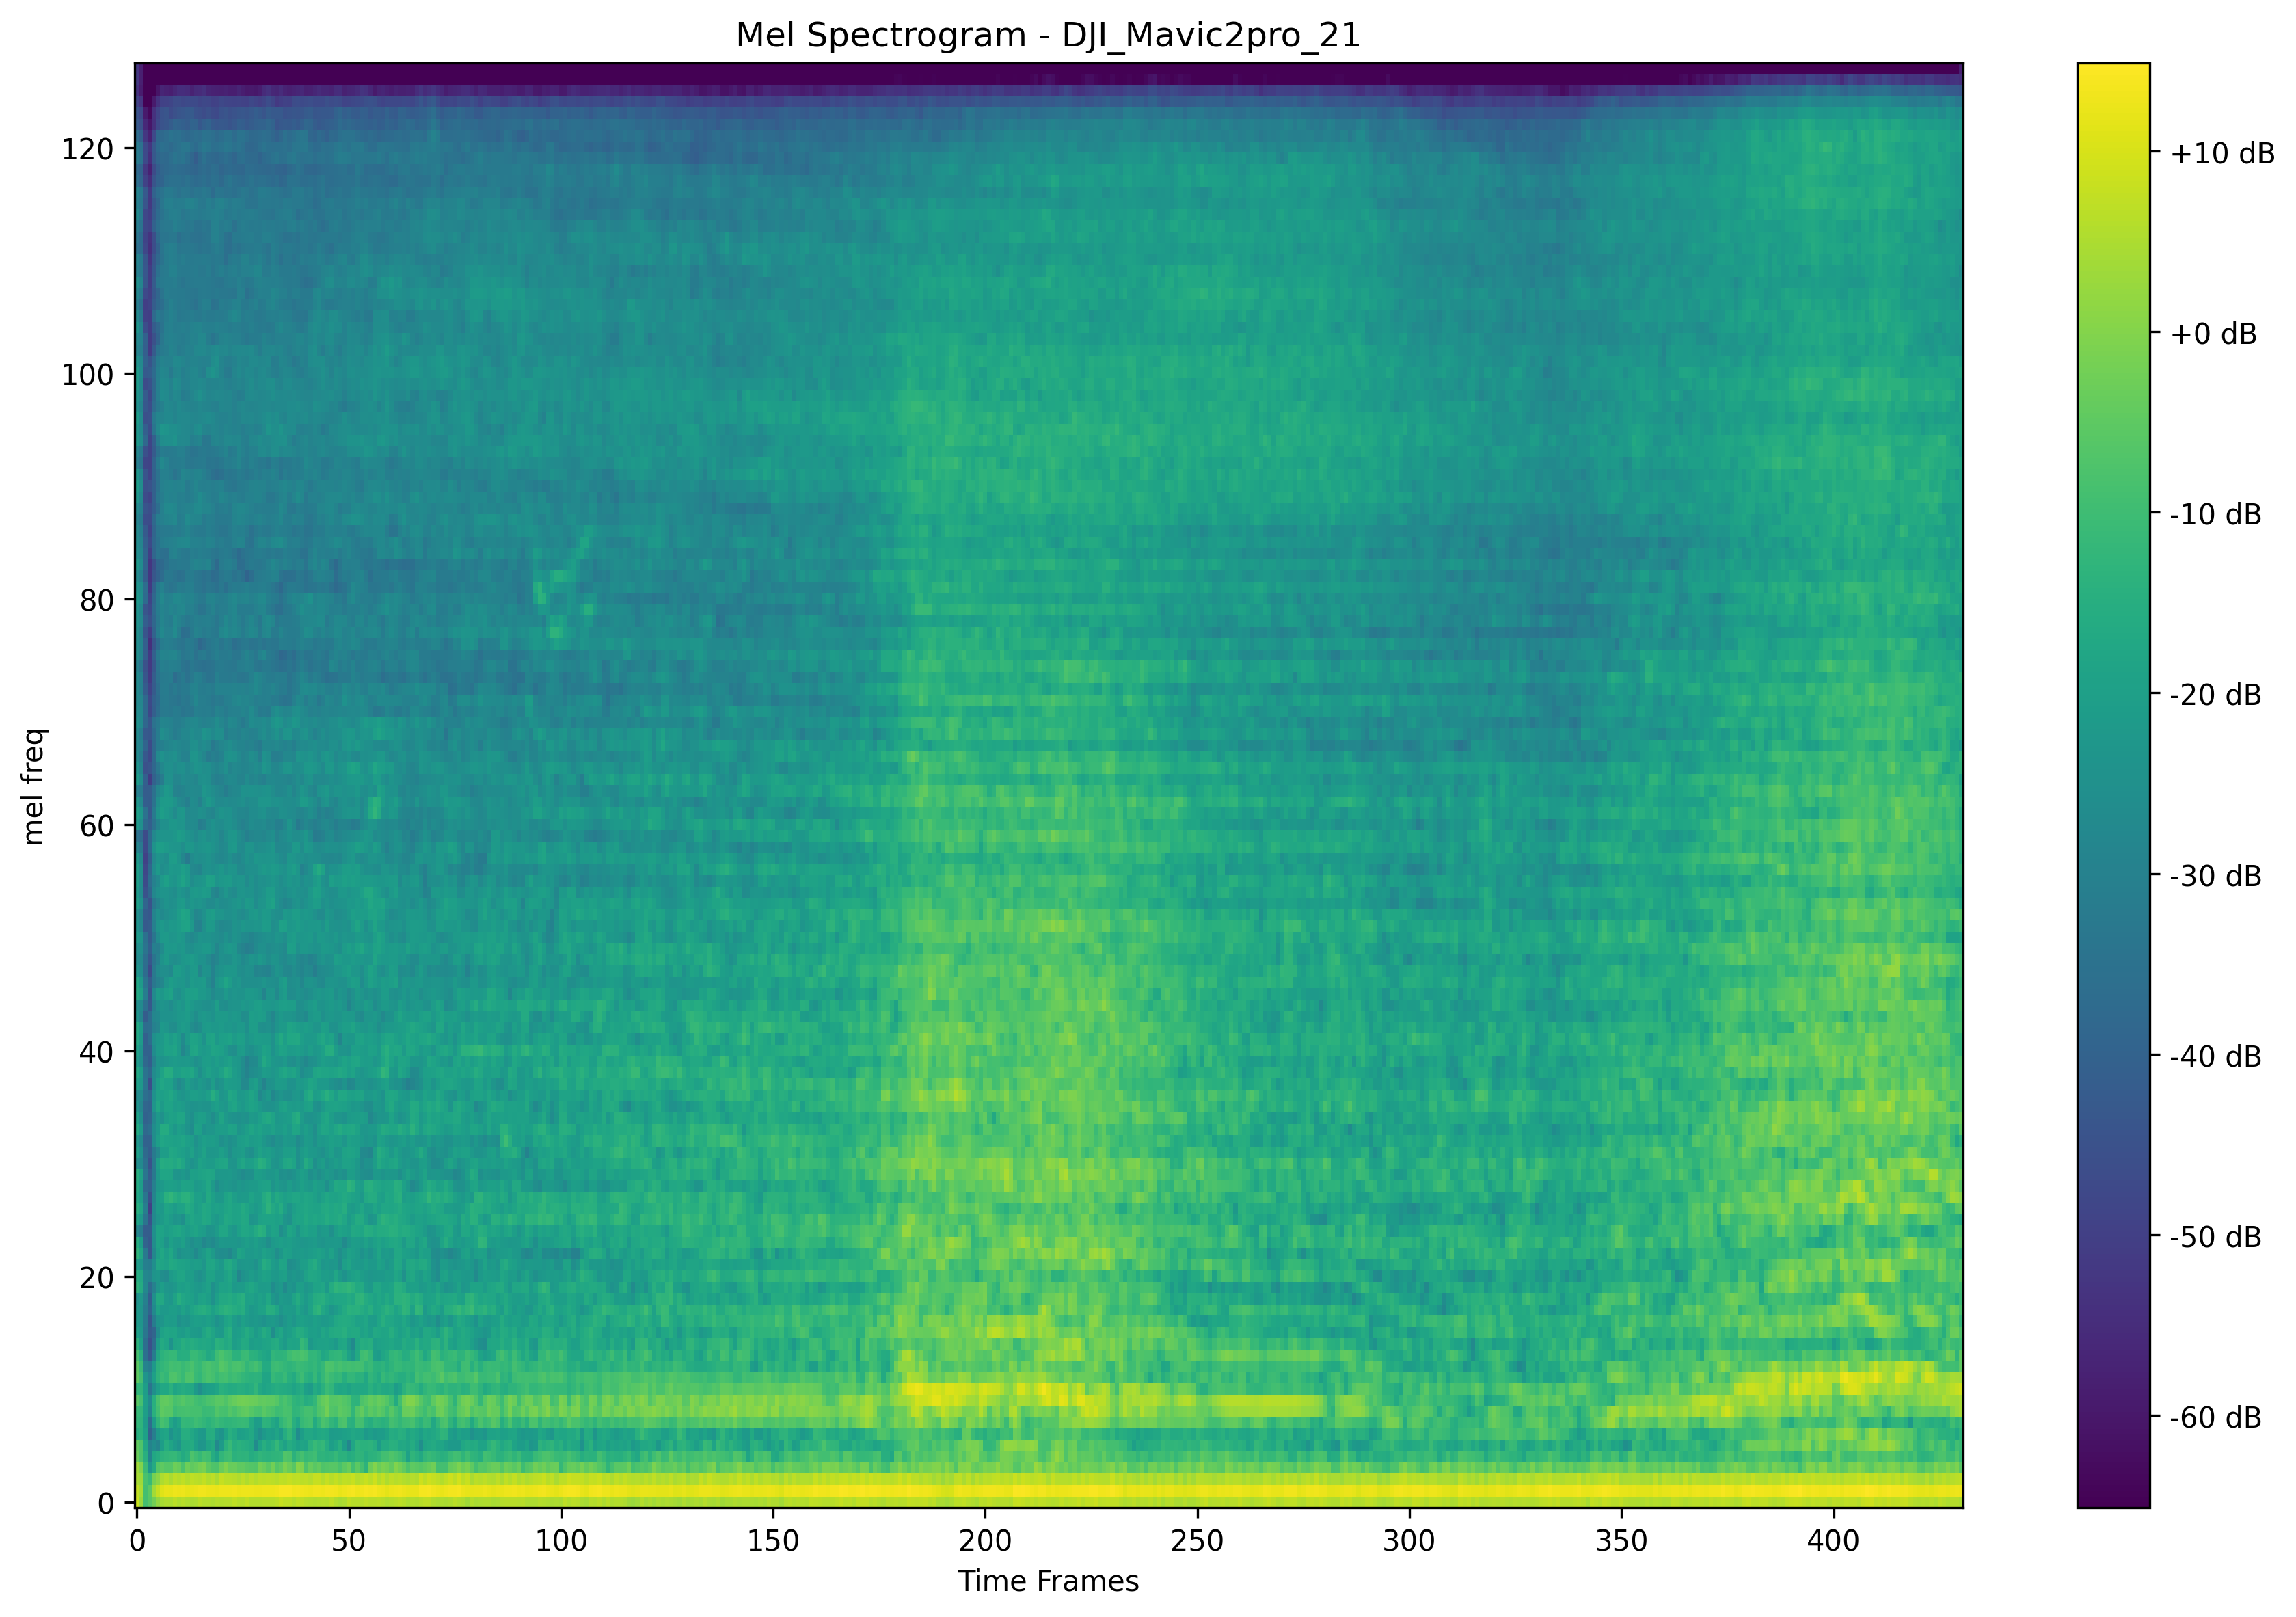 Mel Spectrogram - DJI_Mavic2pro_21
mel freq
120
100
80
60
40
20
0
0 50 100 150 200 250 300 350 400
Time Frames
+10 dB
+0 dB
-10 dB
-20 dB
-30 dB
-40 dB
-50 dB
-60 dB